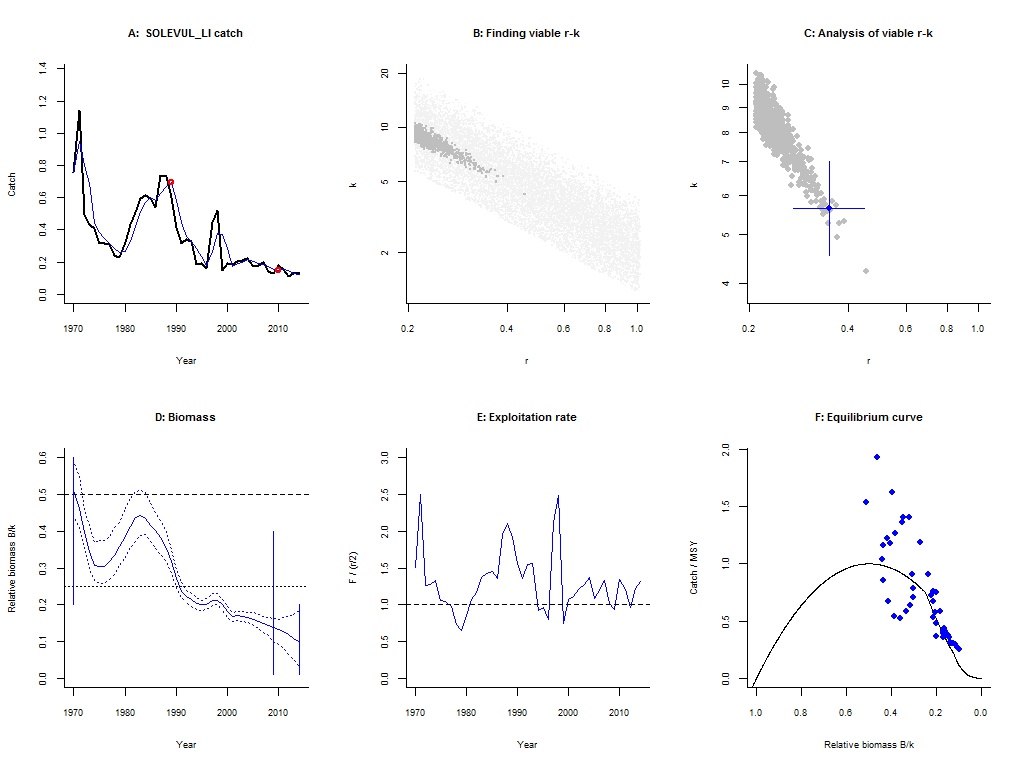 A: SOLEVUL_LI catch
B: Finding viable r-k
C: Analysis of viable r-k
Catch
0.0 0.2 0.4 0.6 0.8 1.0 1.2 1.4
1970 1980 1990 2000 2010
Year
k
2 5 10 20
0.2 0.4 0.6 0.8 1.0
r
k
4 5 6 7 8 9 10
0.2 0.4 0.6 0.8 1.0
r
D: Biomass
E: Exploitation rate
F: Equilibrium curve
Relative biomass B/k
0.0 0.1 0.2 0.3 0.4 0.5 0.6
1970 1980 1990 2000 2010
Year
F / (r/2)
0.0 0.5 1.0 1.5 2.0 2.5 3.0
1970 1980 1990 2000 2010
Year
Catch / MSY
0.0 0.5 1.0 1.5 2.0
1.0 0.8 0.6 0.4 0.2 0.0
Relative biomass B/k